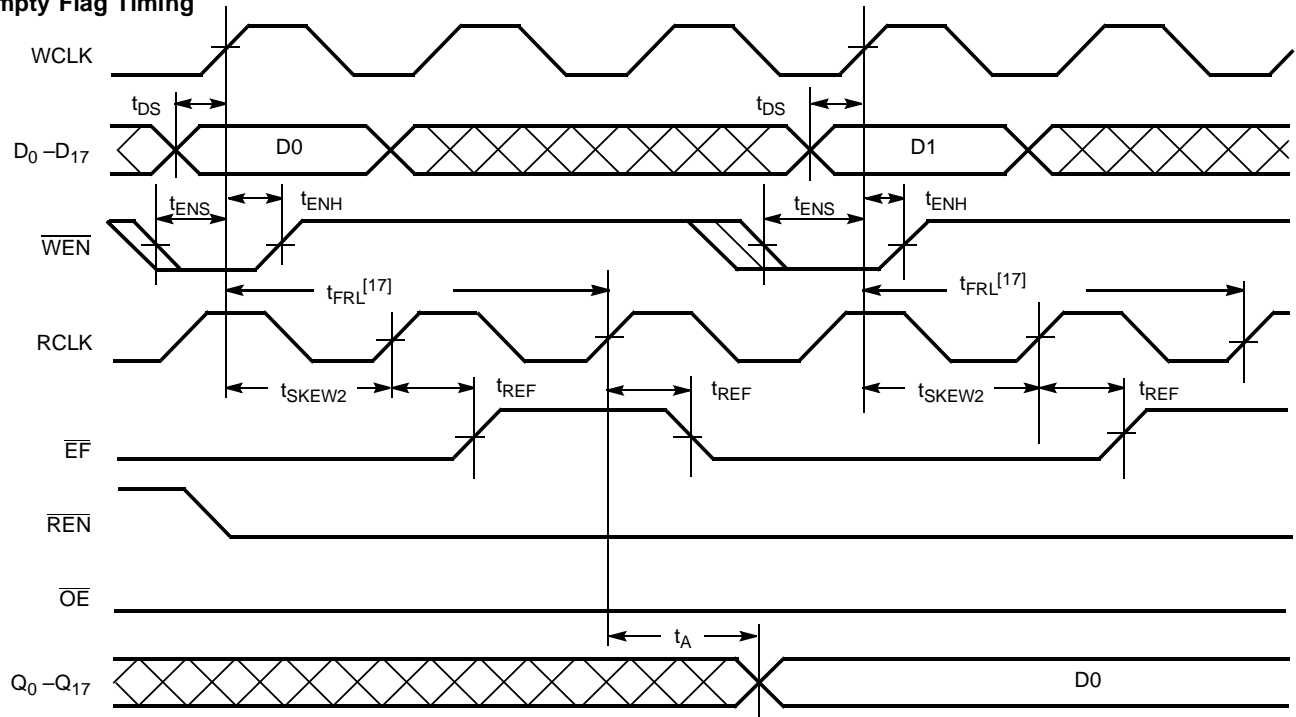 mpty Flag Timing
WCLK
tDS
tDS
D0 –D17
D0
D1
tENS
tENH
tENS
tENH
WEN
tFRL[17]
tFRL[17]
RCLK
tSKEW2
tREF
tREF
tSKEW2
tREF
EF
REN
OE
tA
Q0 –Q17
D0